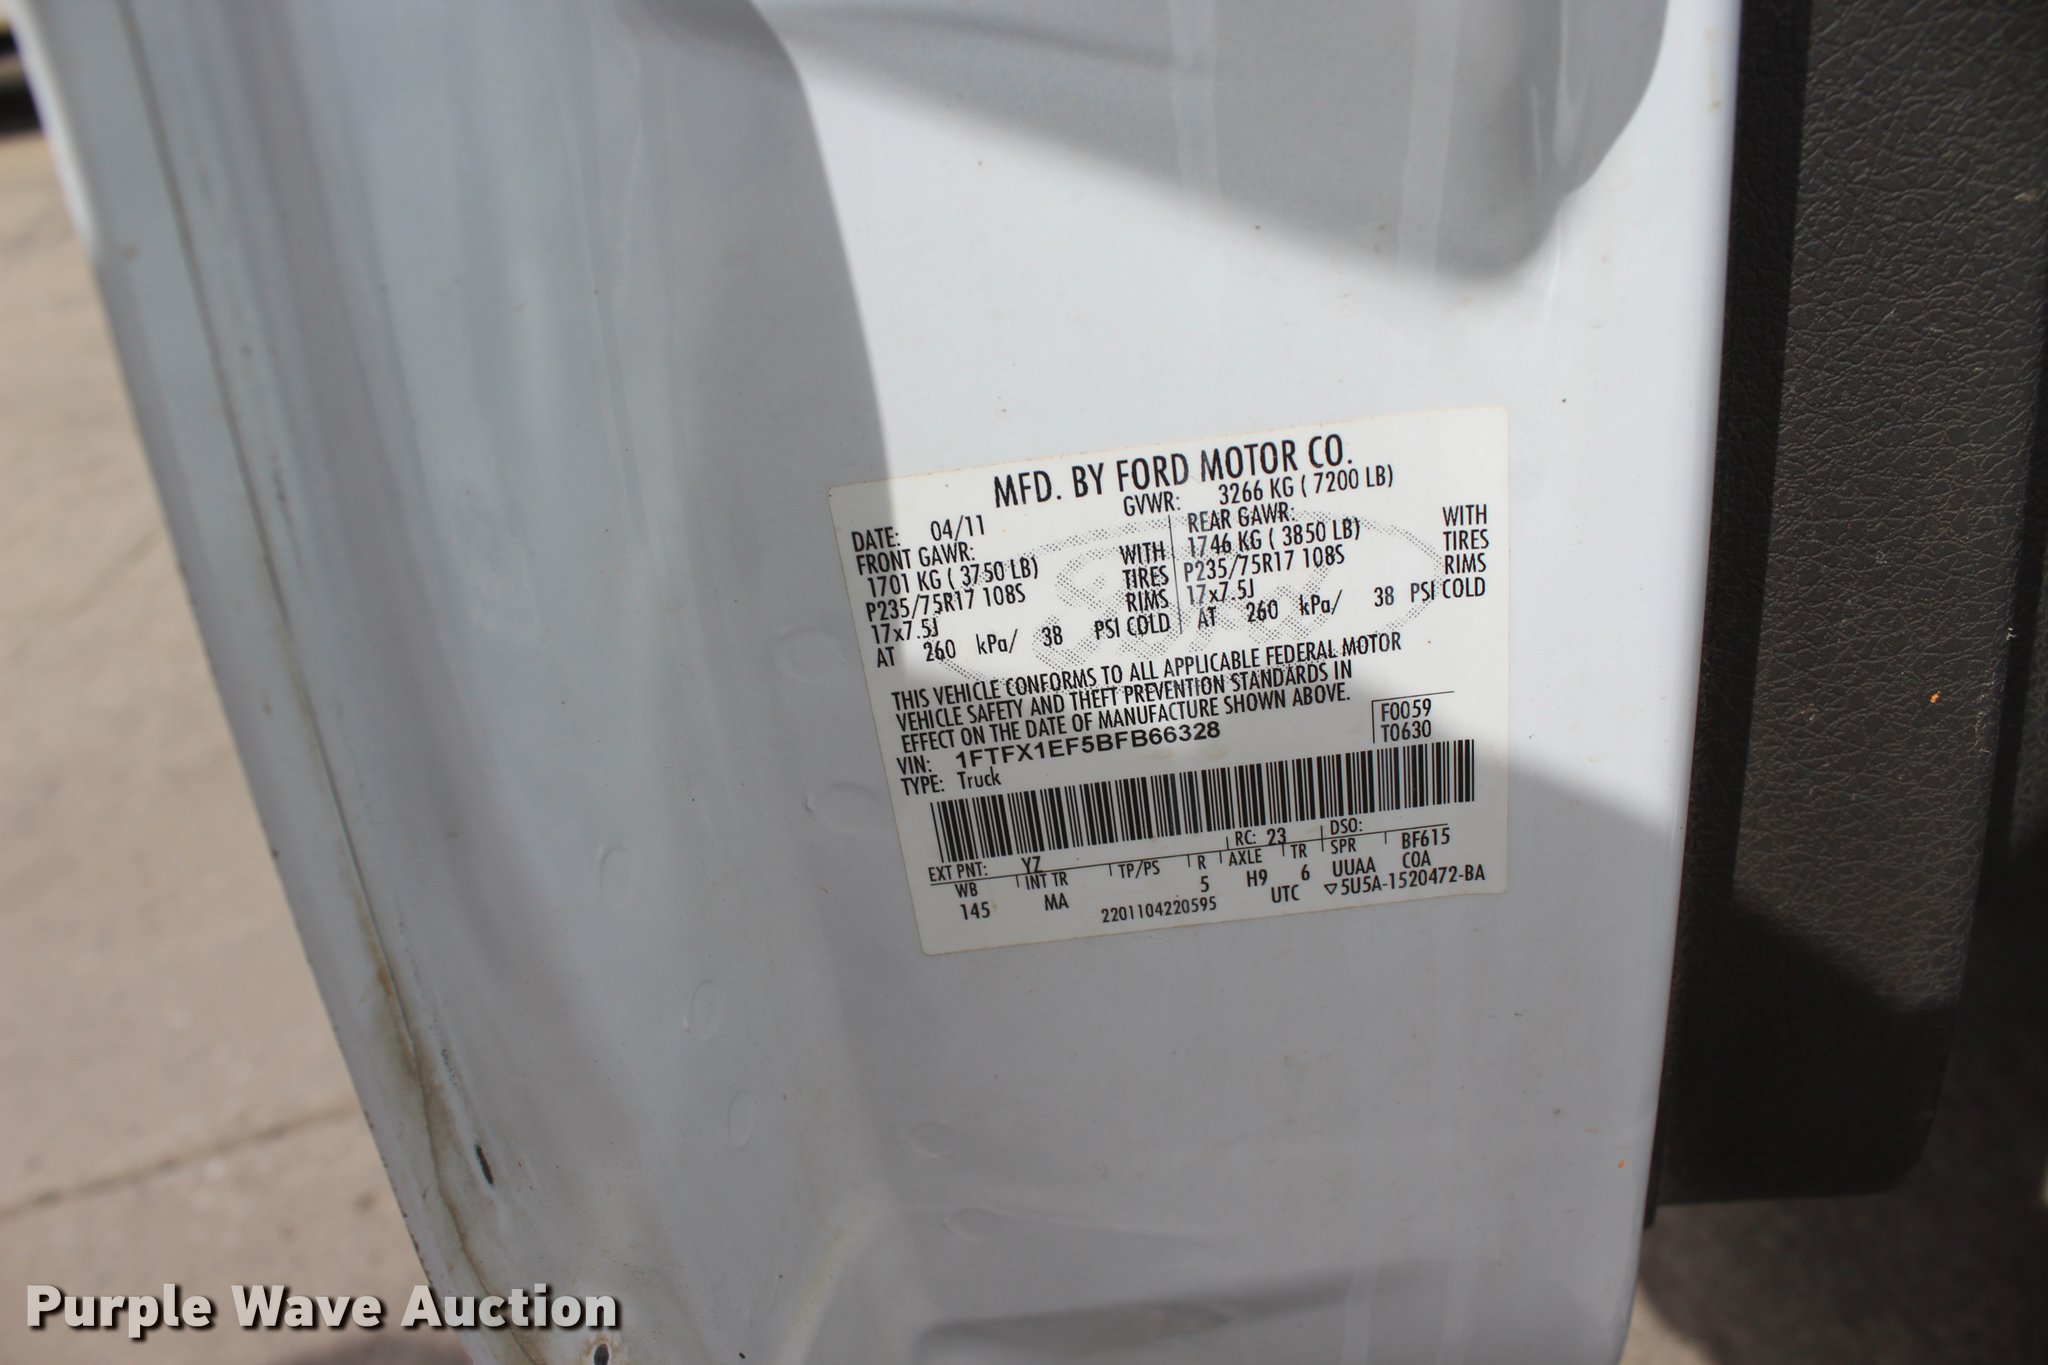 MFD. BY FORD MOTOR CO.
DATE: 04/11 GVWR: 3266 KG ( 7200 LB)
FRONT GAWR: REAR GAWR:
1701 KG ( 3750 LB) WITH 1746 KG ( 3850 LB) WITH
P235/75R17 108S TIRES P235/75R17 108S TIRES
17x7.5J RIMS 17x7.5J RIMS
AT 260 kPa/ 38 PSI COLD AT 260 kPa/ 38 PSI COLD
THIS VEHICLE CONFORMS TO ALL APPLICABLE FEDERAL MOTOR
VEHICLE SAFETY AND THEFT PREVENTION STANDARDS IN
EFFECT ON THE DATE OF MANUFACTURE SHOWN ABOVE.
VIN: 1FTFX1EF5BFB66328 F0059
TYPE: Truck T0630
EXT PNT: YZ RC: 23 DSO: BF615
WB INT TR TP/PS R AXLE TR SPR COA
145 MA 5 H9 6 UUAA
2201104220595 UTC ▽5U5A-1520472-BA
Purple Wave Auction